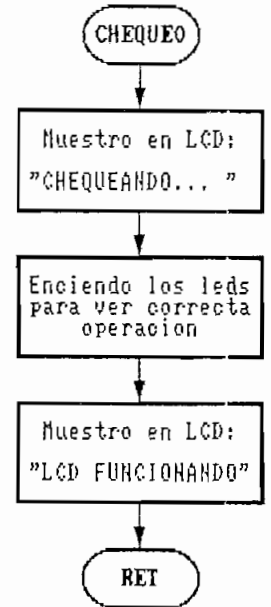 CHEQUEO
Muestro en LCD:
"CHEQUEANDO... "
Enciendo los leds
para ver correcta
operacion
Muestro en LCD:
"LCD FUNCIONANDO"
RET